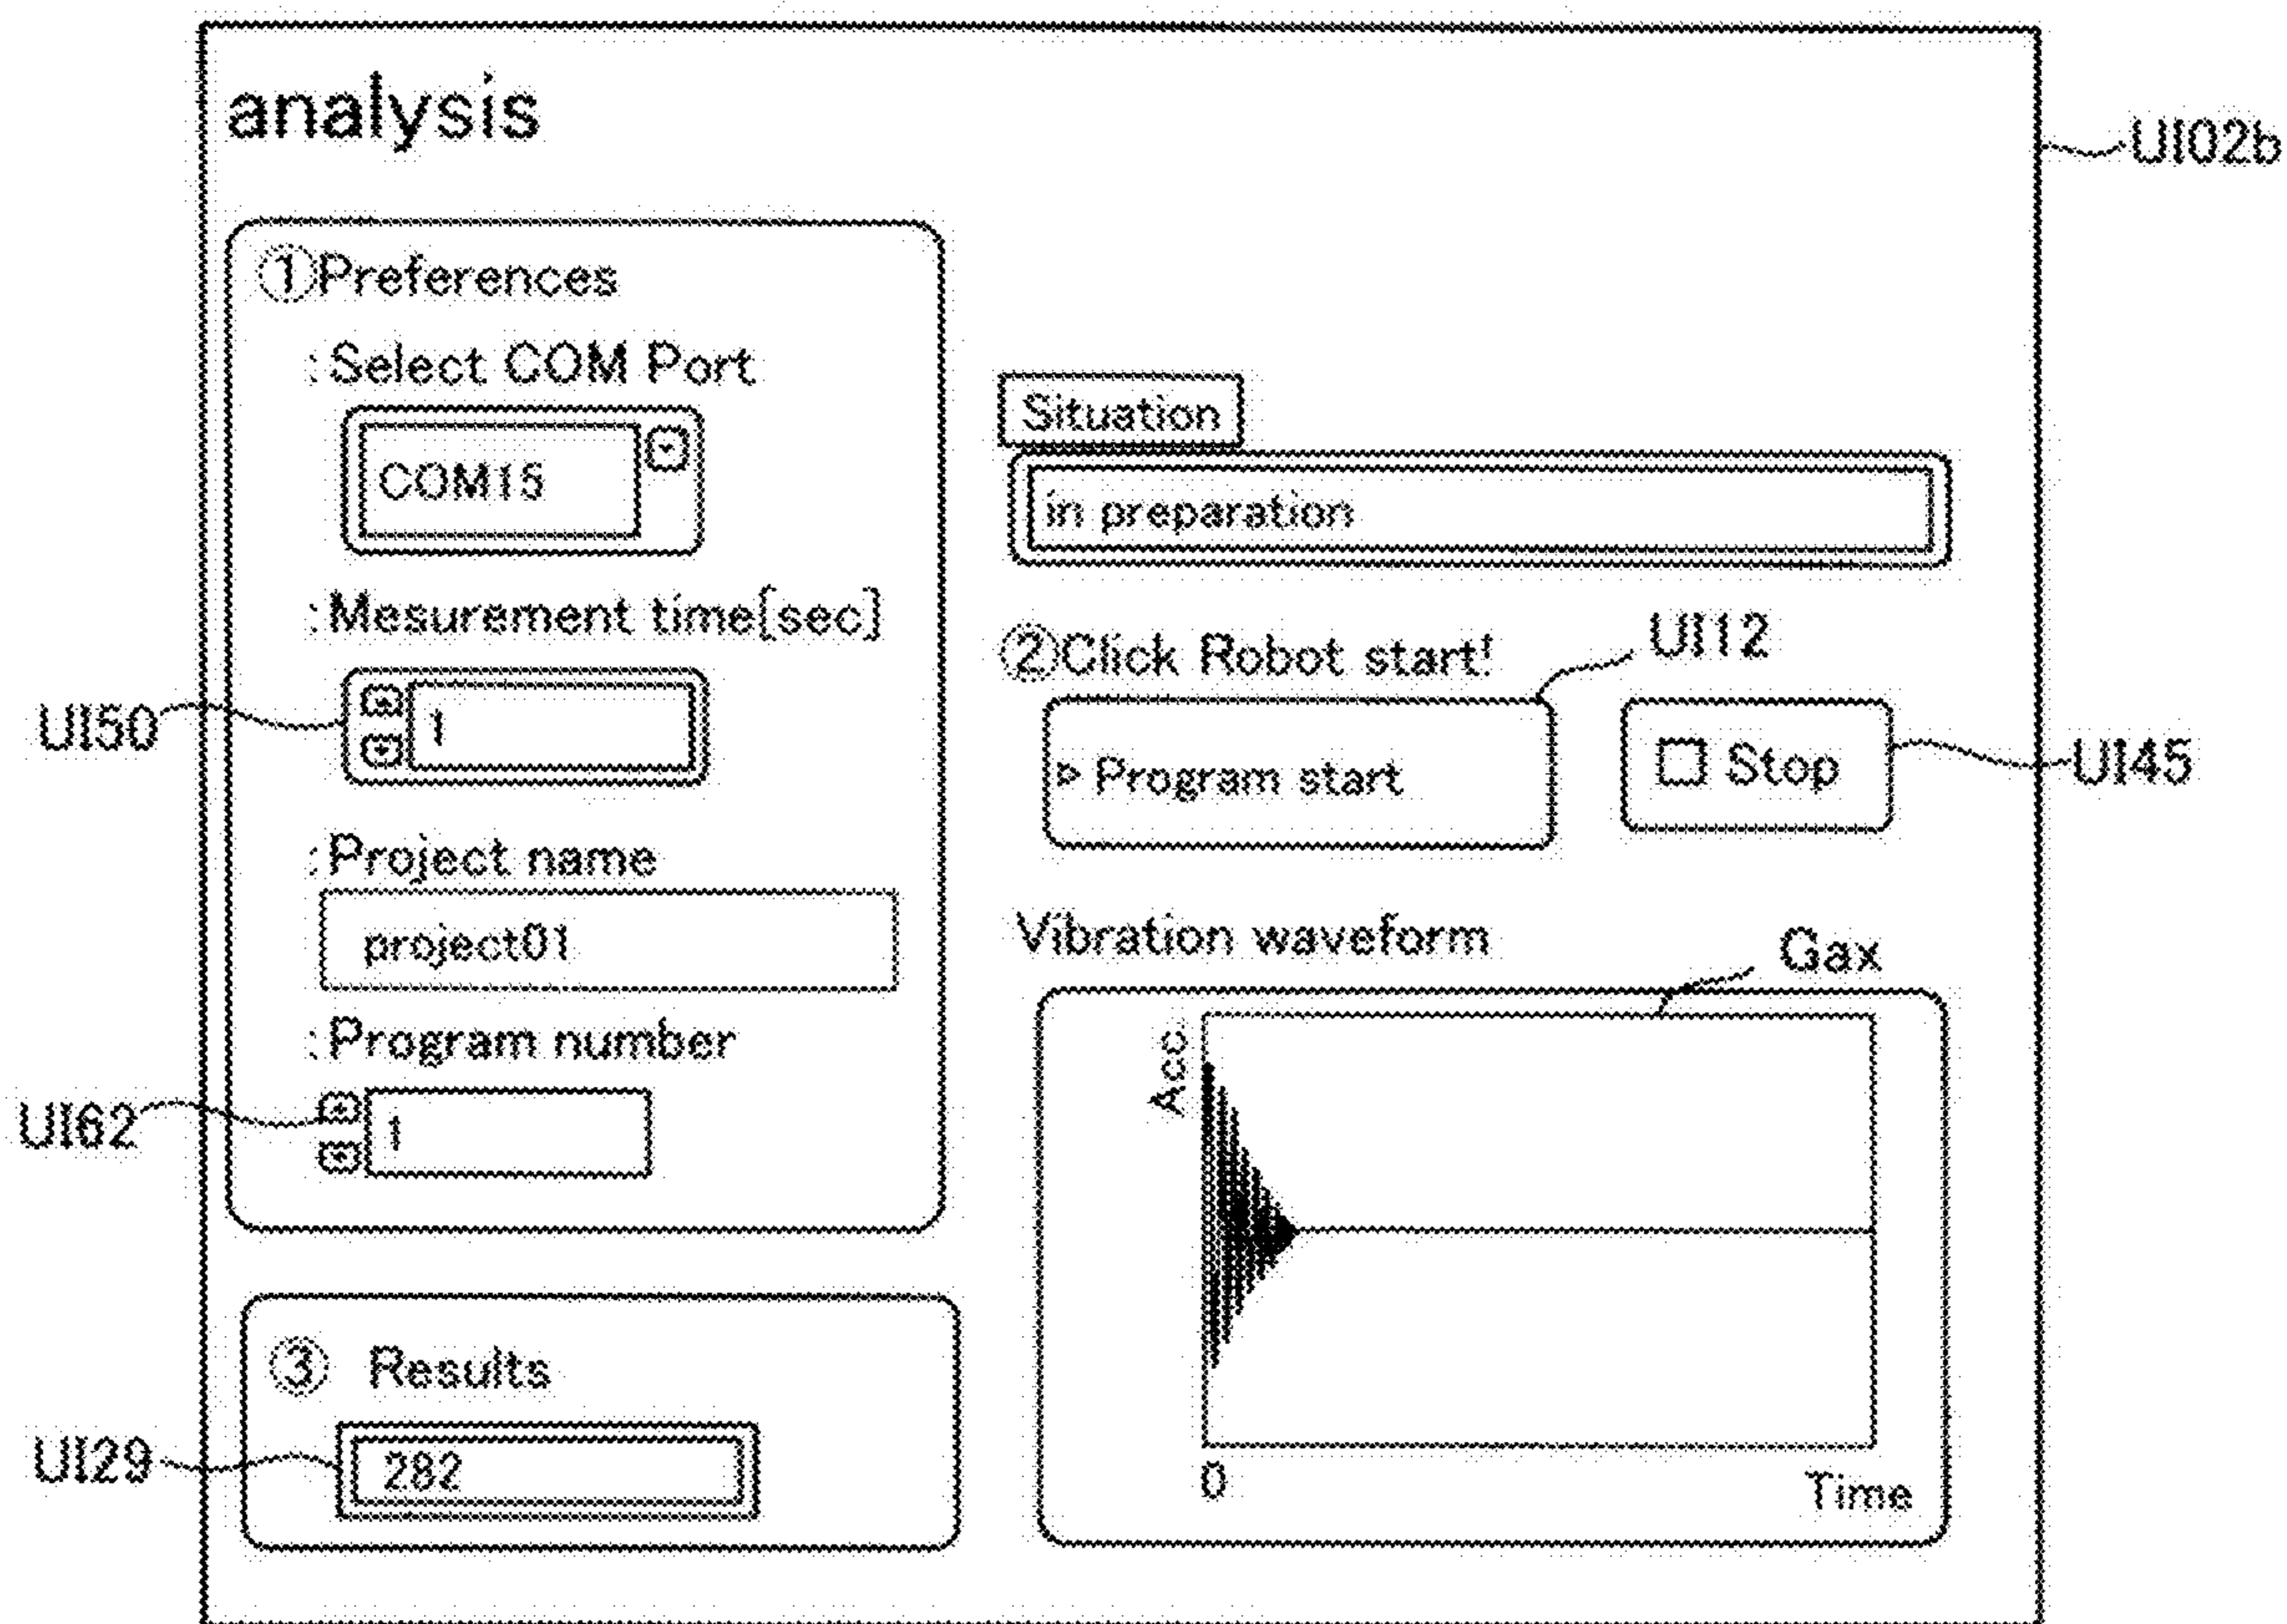 analysis
UI02b
①Preferences
:Select COM Port
COM15
:Mesurement time[sec]
UI50
1
:Project name
project01
:Program number
UI62
1
③ Results
UI29
282
Situation
in preparation
②Click Robot start!
UI12
> Program start
Stop
UI45
Vibration waveform
Gax
Acc.
0
Time